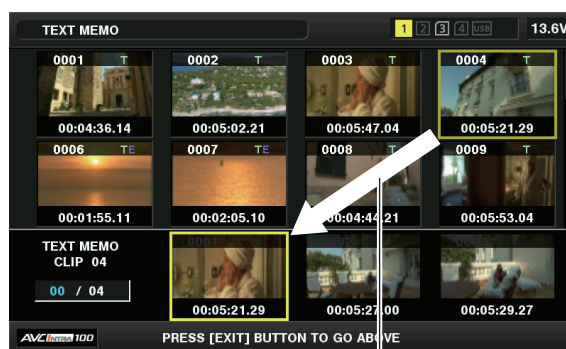 TEXT MEMO
1 2 3 4 USB
13.6V
0001 T
0002 T
0003 T
0004 T
00:04:36.14
00:05:02.21
00:05:47.04
00:05:21.29
0006 TE
0007 TE
0008 T
0009 T
00:01:55.11
00:02:05.10
00:04:44.21
00:05:53.04
TEXT MEMO
CLIP 04
00 / 04
0001
00:05:21.29
00:05:27.00
00:05:29.27
AVC INTRA 100
PRESS [EXIT] BUTTON TO GO ABOVE